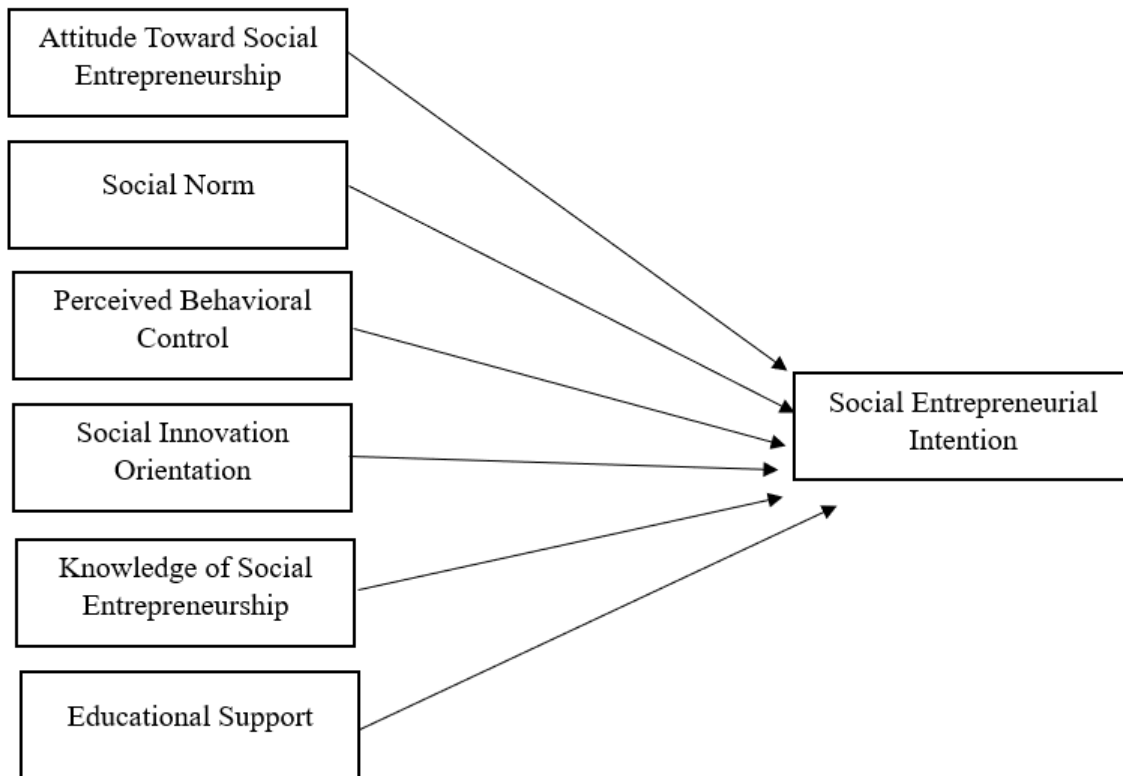 Attitude Toward Social
Entrepreneurship
Social Norm
Perceived Behavioral
Control
Social Innovation
Orientation
Knowledge of Social
Entrepreneurship
Educational Support
Social Entrepreneurial
Intention